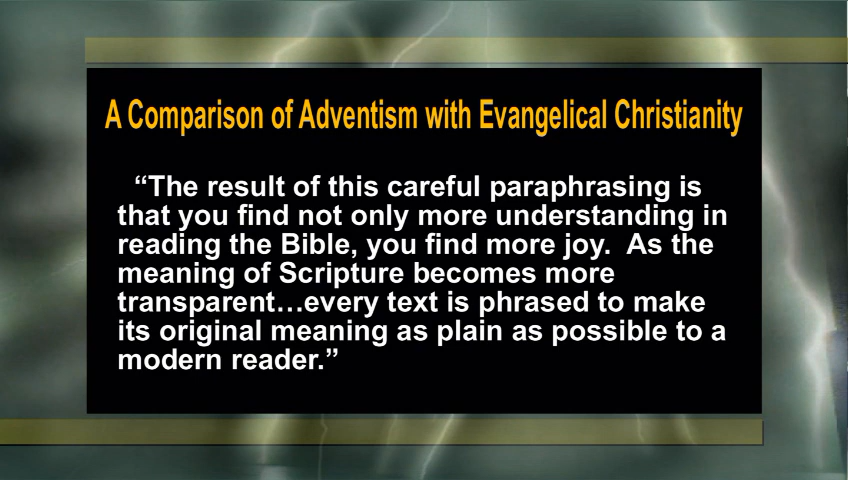 A Comparison of Adventism with Evangelical Christianity
“The result of this careful paraphrasing is
that you find not only more understanding in
reading the Bible, you find more joy.  As the
meaning of Scripture becomes more
transparent…every text is phrased to make
its original meaning as plain as possible to a
modern reader.”